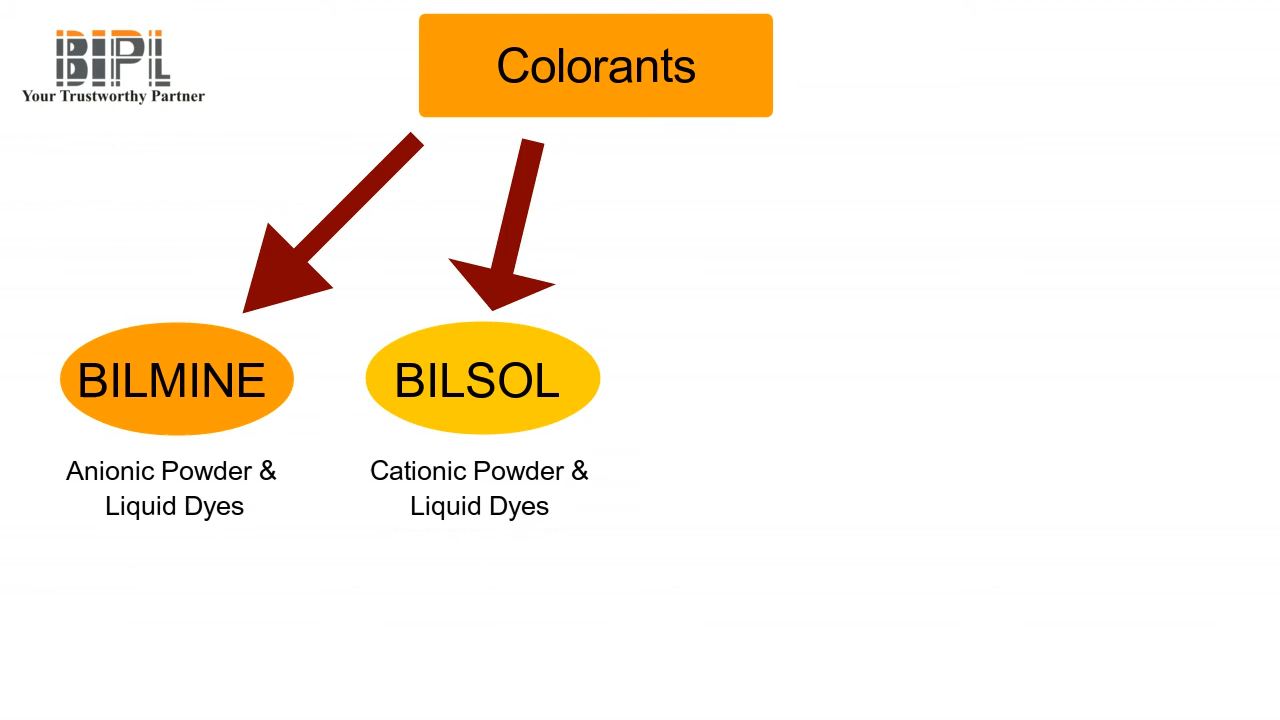 BIPL
Your Trustworthy Partner
Colorants
BILMINE
BILSOL
Anionic Powder &
Liquid Dyes
Cationic Powder &
Liquid Dyes